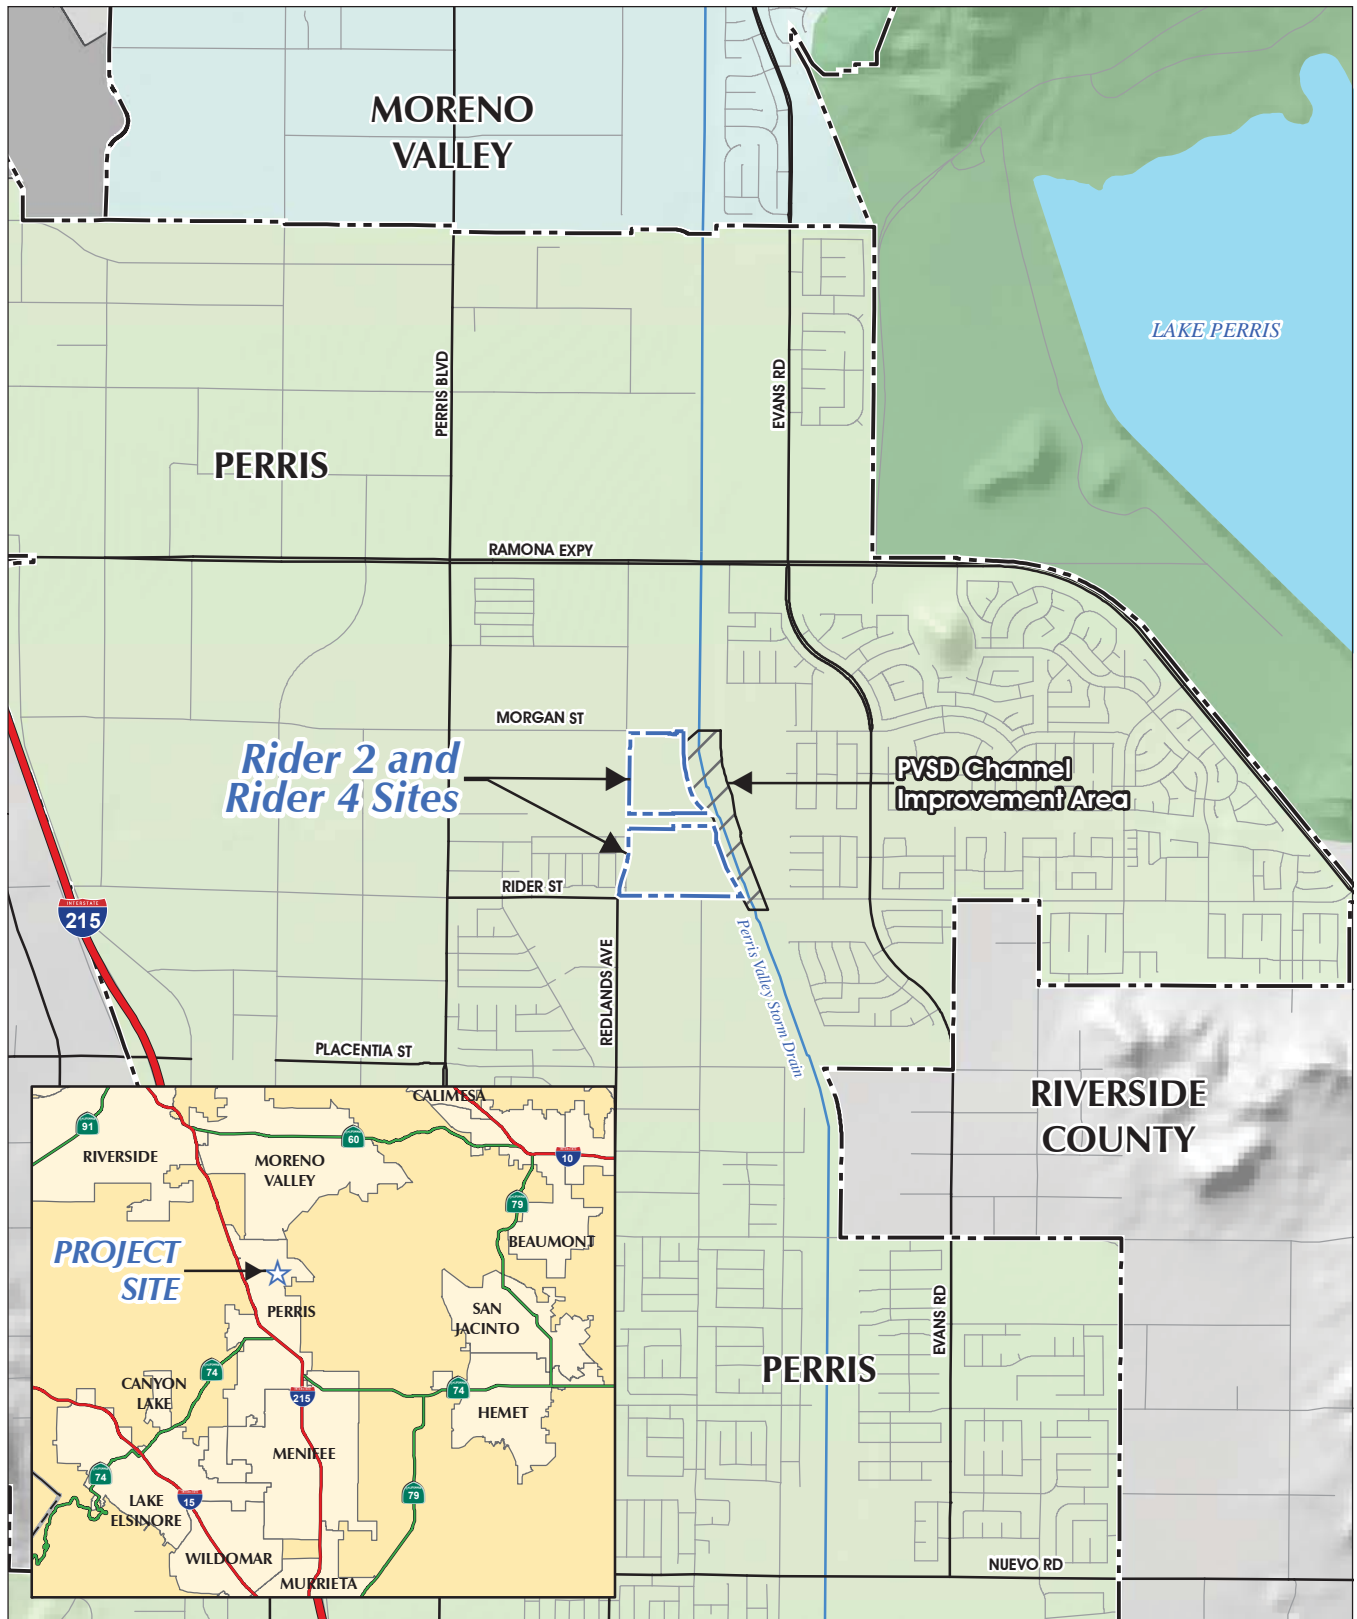 MORENO
VALLEY
LAKE PERRIS
PERRIS BLVD
EVANS RD
PERRIS
RAMONA EXPY
MORGAN ST
Rider 2 and
Rider 4 Sites
PVSD Channel
Improvement Area
RIDER ST
INTERSTATE
215
REDLANDS AVE
Perris Valley Storm Drain
PLACENTIA ST
RIVERSIDE
COUNTY
CALIMESA
91
60
RIVERSIDE
MORENO
VALLEY
10
79
BEAUMONT
PROJECT
SITE
PERRIS
SAN
JACINTO
74
CANYON
LAKE
215
74
HEMET
MENIFEE
74
79
15
LAKE
ELSINORE
WILDOMAR
MURRIETA
EVANS RD
PERRIS
NUEVO RD